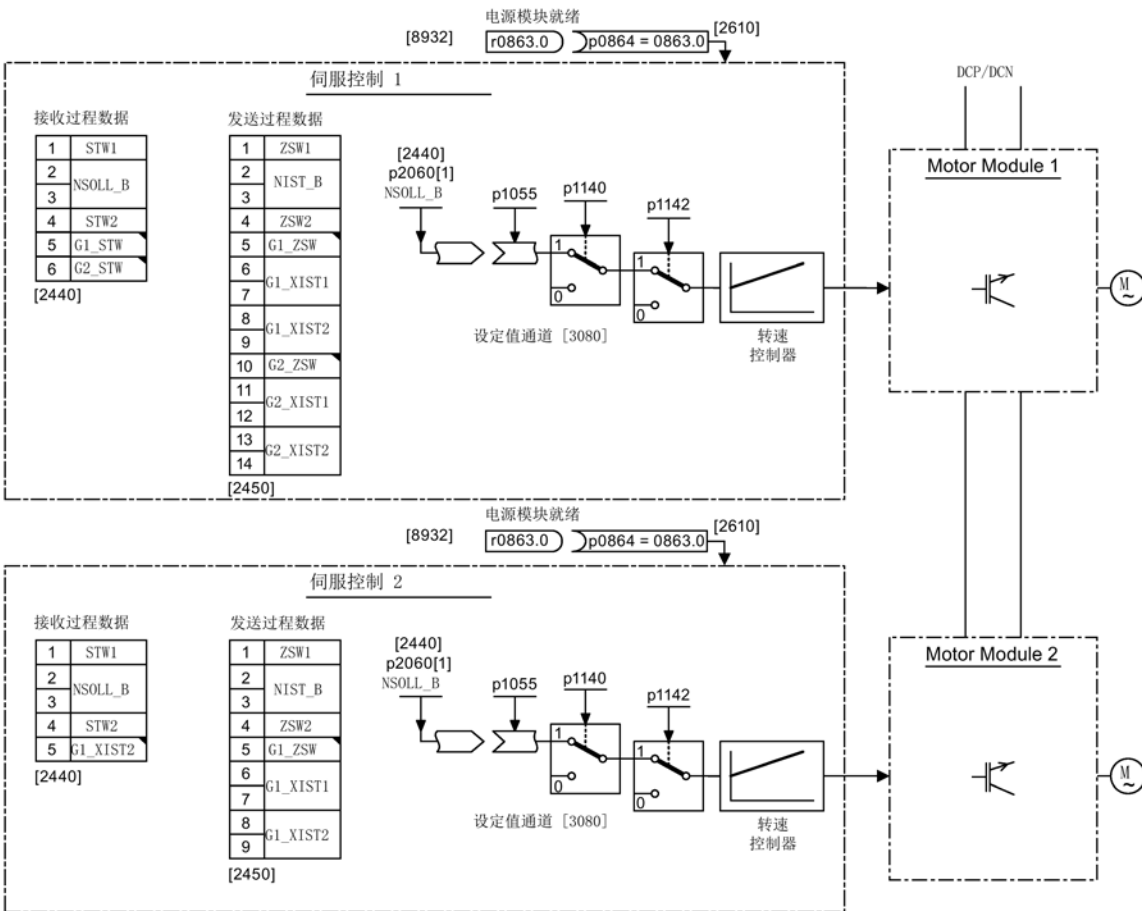 电源模块就绪
[8932]
r0863.0
p0864 = 0863.0
[2610]
伺服控制 1
接收过程数据
1 STW1
2
3
NSOLL_B
4 STW2
5 G1_STW
6 G2_STW
[2440]
发送过程数据
1 ZSW1
2
3
NIST_B
4 ZSW2
5 G1_ZSW
6
7
G1_XIST1
8
9
G1_XIST2
10 G2_ZSW
11
12
G2_XIST1
13
14
G2_XIST2
[2450]
[2440]
p2060[1]
NSOLL_B
p1055
p1140
p1142
1
0
1
0
设定值通道 [3080]
转速
控制器
DCP/DCN
Motor Module 1
M
~
电源模块就绪
[8932]
r0863.0
p0864 = 0863.0
[2610]
伺服控制 2
接收过程数据
1 STW1
2
3
NSOLL_B
4 STW2
5 G1_XIST2
[2440]
发送过程数据
1 ZSW1
2
3
NIST_B
4 ZSW2
5 G1_ZSW
6
7
G1_XIST1
8
9
G1_XIST2
[2450]
[2440]
p2060[1]
NSOLL_B
p1055
p1140
p1142
1
0
1
0
设定值通道 [3080]
转速
控制器
Motor Module 2
M
~